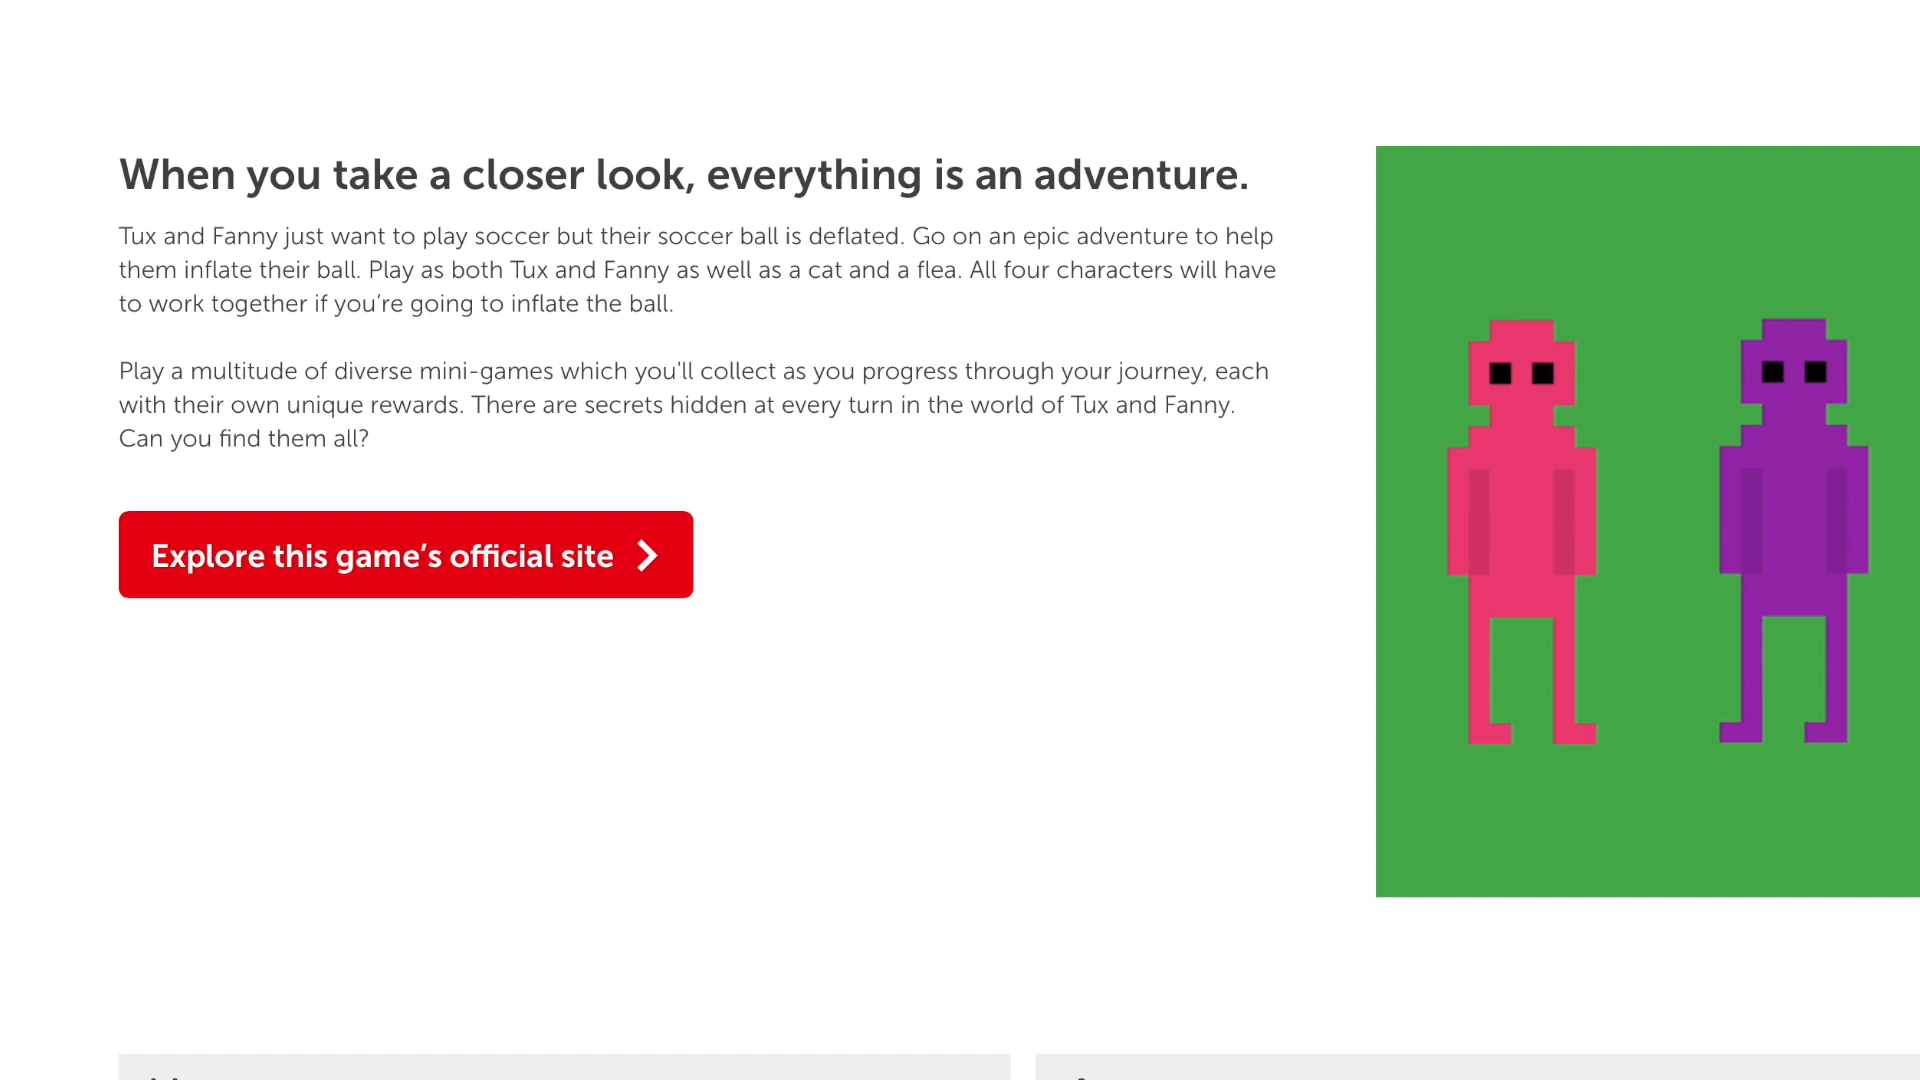 When you take a closer look, everything is an adventure.
Tux and Fanny just want to play soccer but their soccer ball is deflated. Go on an epic adventure to help
them inflate their ball. Play as both Tux and Fanny as well as a cat and a flea. All four characters will have
to work together if you’re going to inflate the ball.
Play a multitude of diverse mini-games which you'll collect as you progress through your journey, each
with their own unique rewards. There are secrets hidden at every turn in the world of Tux and Fanny.
Can you find them all?
Explore this game’s official site